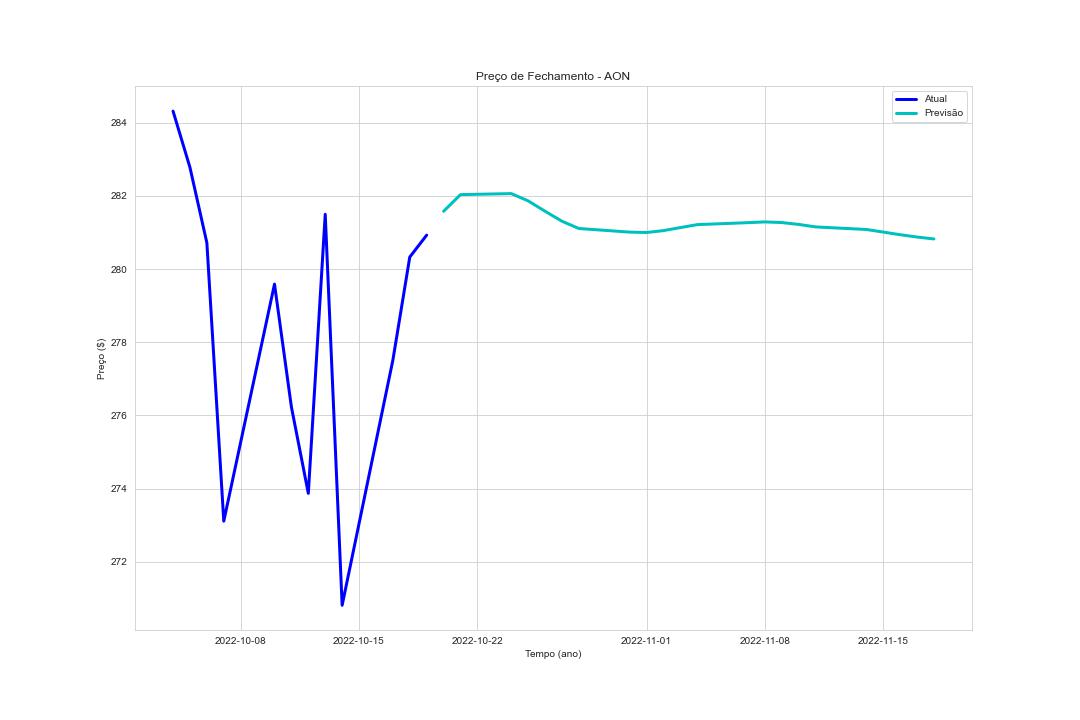 Preço de Fechamento - AON
Atual
Previsão
284
282
280
278
276
274
272
Preço ($)
2022-10-08 2022-10-15 2022-10-22 2022-11-01 2022-11-08 2022-11-15
Tempo (ano)